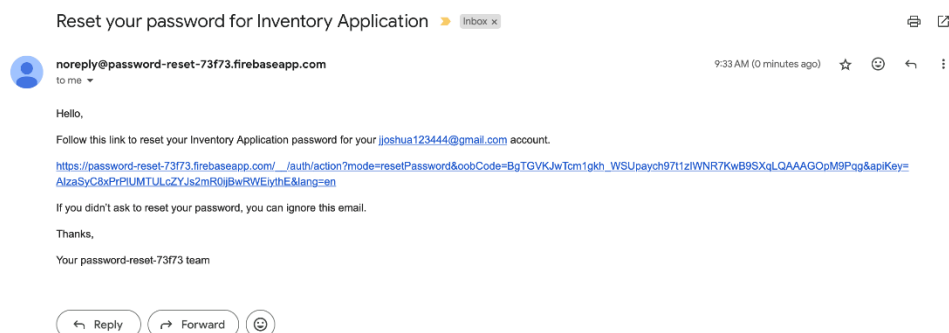 Reset your password for Inventory Application Inbox x
noreply@password-reset-73f73.firebaseapp.com 9:33 AM (0 minutes ago)
to me
Hello,
Follow this link to reset your Inventory Application password for your jjoshua123444@gmail.com account.
https://password-reset-73f73.firebaseapp.com/__/auth/action?mode=resetPassword&oobCode=BgTGVKJwTcm1gkh_WSUpaych97t1zIWNR7KwB9SXqLQAAAGOpM9Pqg&apiKey=
AIzaSyC8xPrPlUMTULcZYJs2mR0ijBwRWEiythE&lang=en
If you didn't ask to reset your password, you can ignore this email.
Thanks,
Your password-reset-73f73 team
Reply Forward